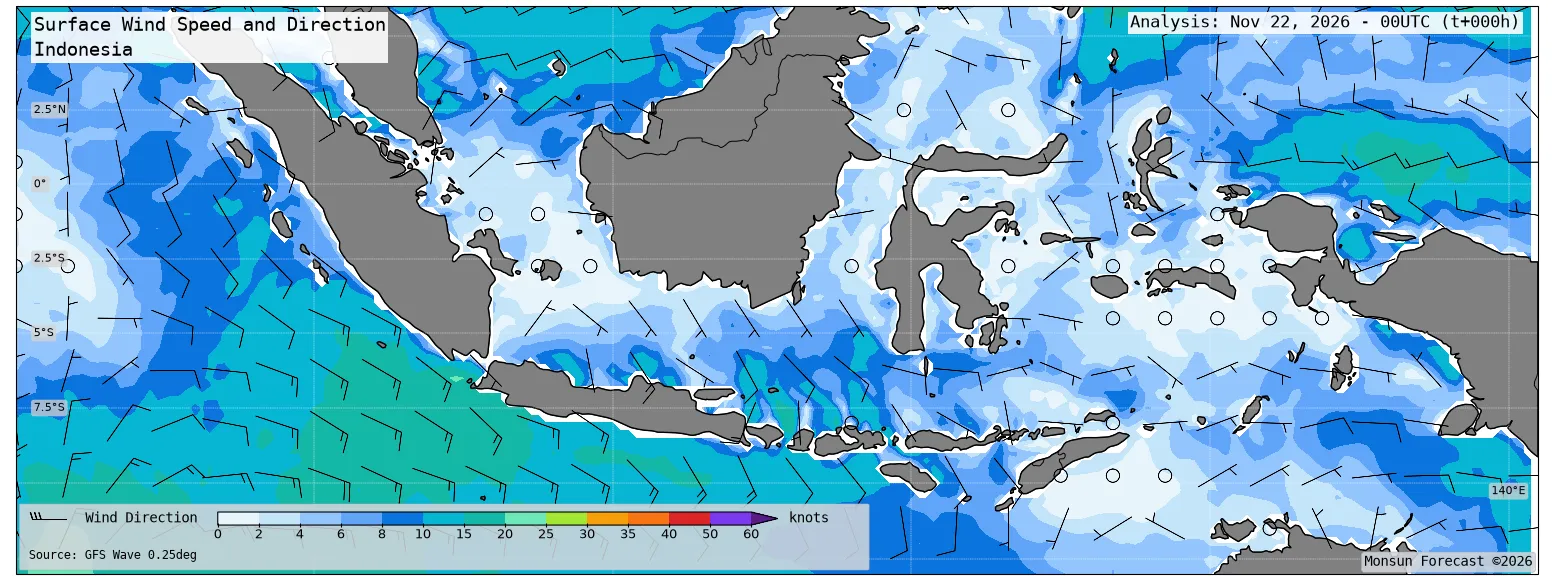 Surface Wind Speed and Direction
Indonesia
Analysis: Nov 22, 2026 - 00UTC (t+000h)
2.5°N
0°
2.5°S
5°S
7.5°S
140°E
Wind Direction
0 2 4 6 8 10 15 20 25 30 35 40 50 60
knots
Source: GFS Wave 0.25deg
Monsun Forecast ©2026